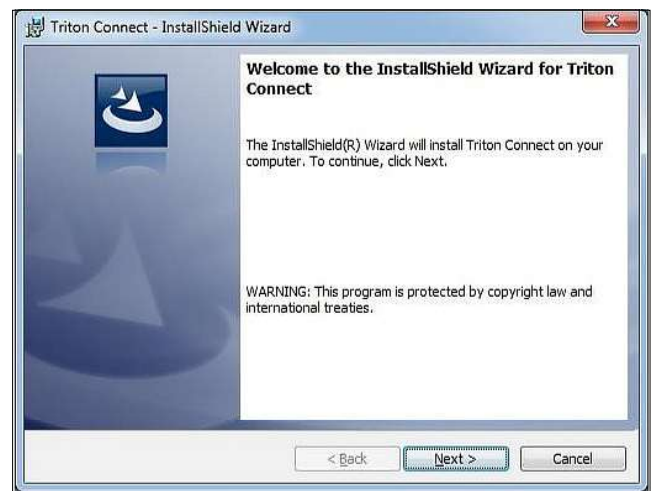 Triton Connect - InstallShield Wizard
Welcome to the InstallShield Wizard for Triton
Connect
The InstallShield(R) Wizard will install Triton Connect on your
computer. To continue, click Next.
WARNING: This program is protected by copyright law and
international treaties.
< Back
Next >
Cancel